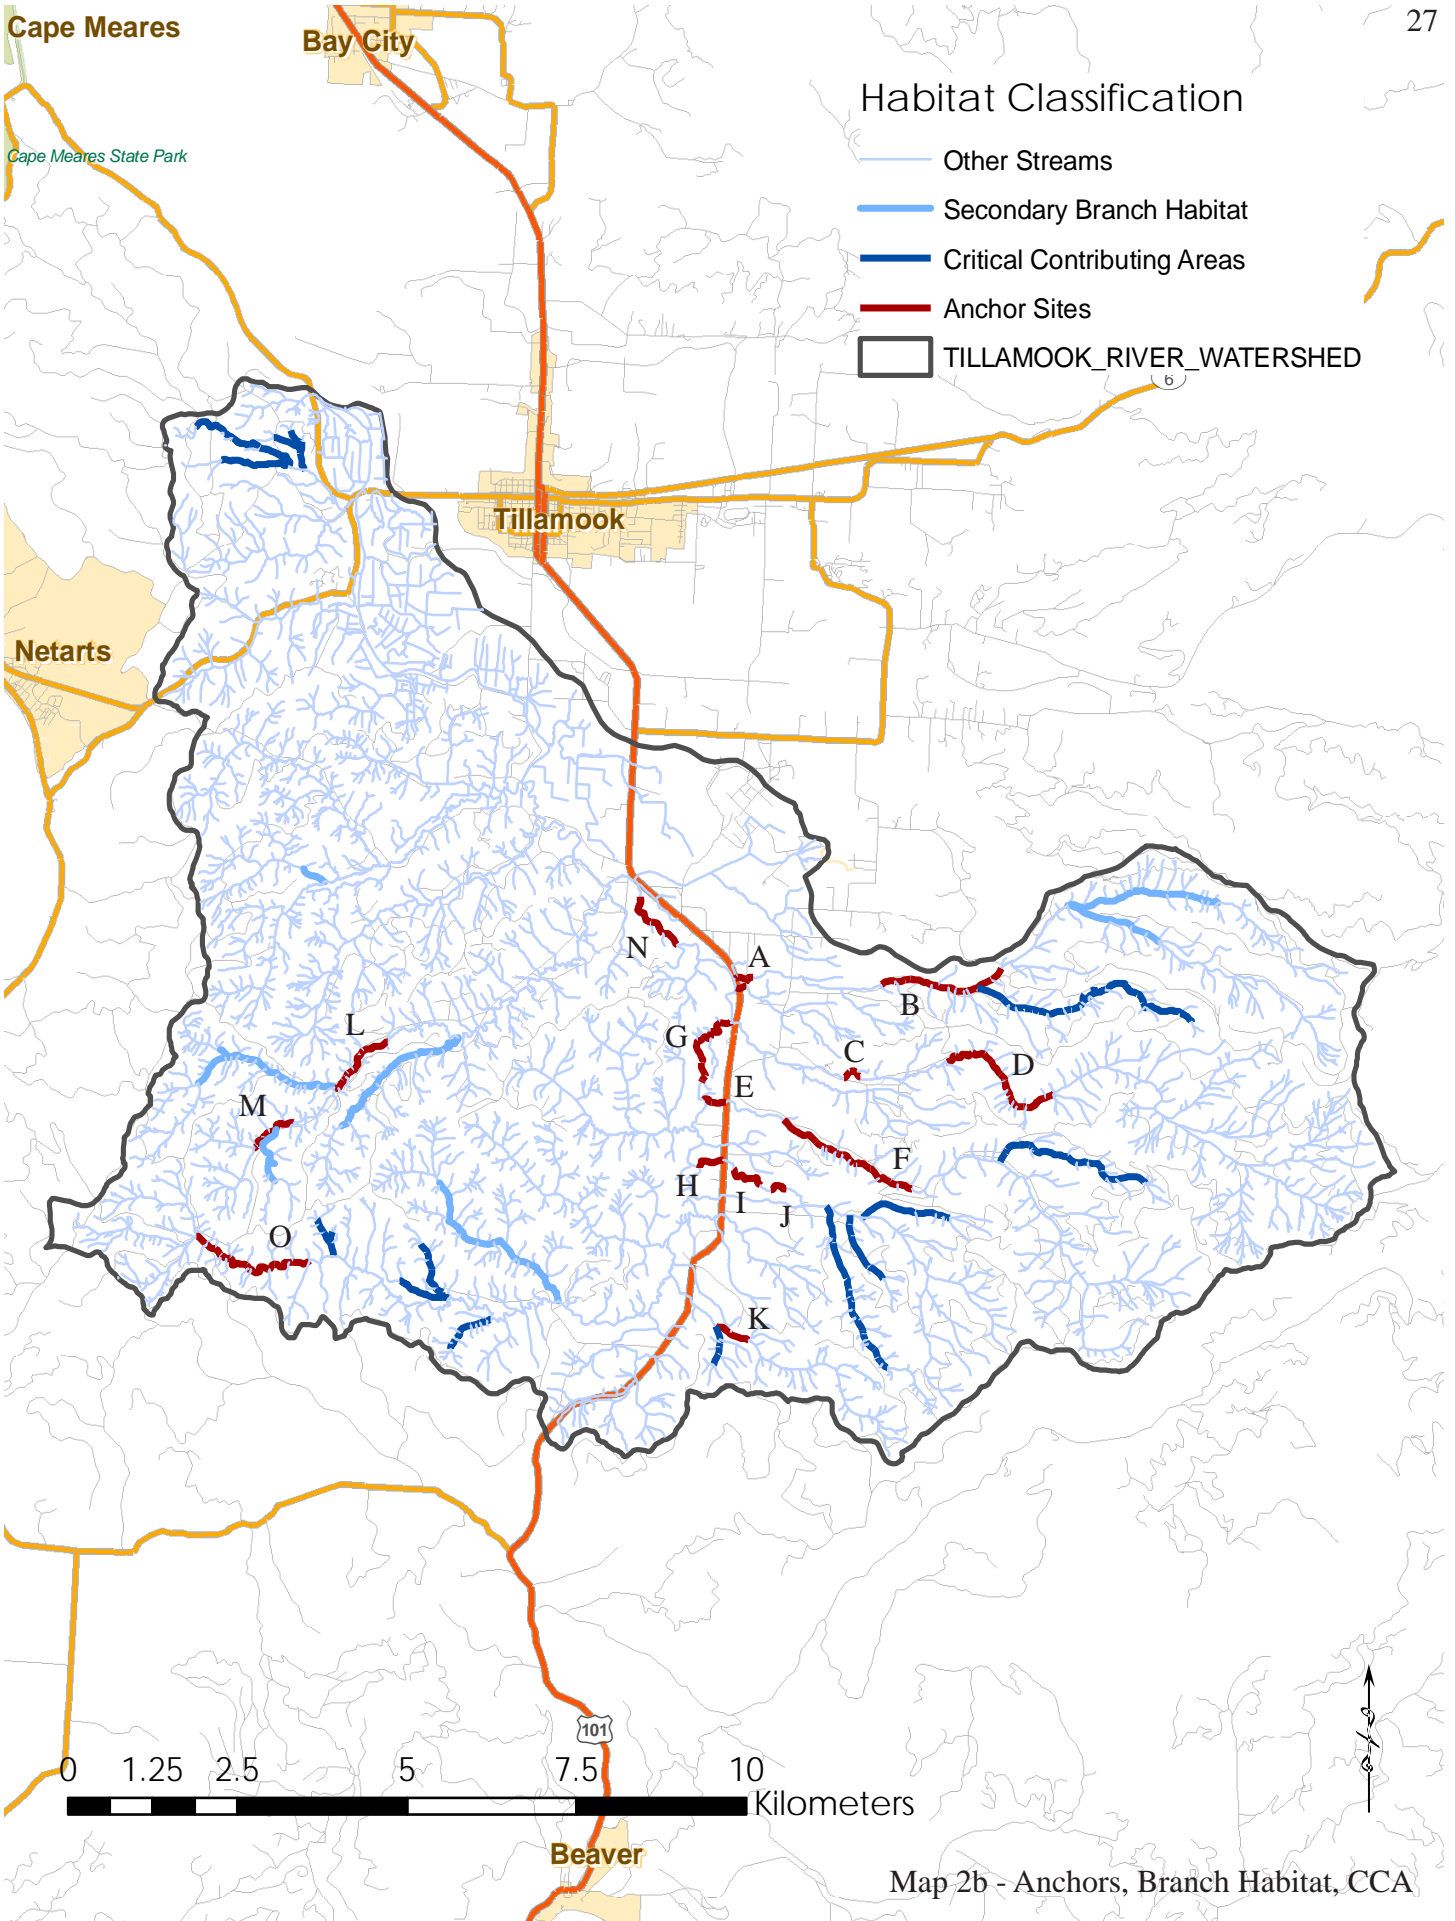 27
Cape Meares
Bay City
Habitat Classification
Cape Meares State Park
Other Streams
Secondary Branch Habitat
Critical Contributing Areas
Anchor Sites
TILLAMOOK_RIVER_WATERSHED
6
Tillamook
Netarts
N
A
B
L
G
C
D
E
M
F
H
I
J
O
K
101
0 1.25 2.5 5 7.5 10
Kilometers
Beaver
Map 2b - Anchors, Branch Habitat, CCA